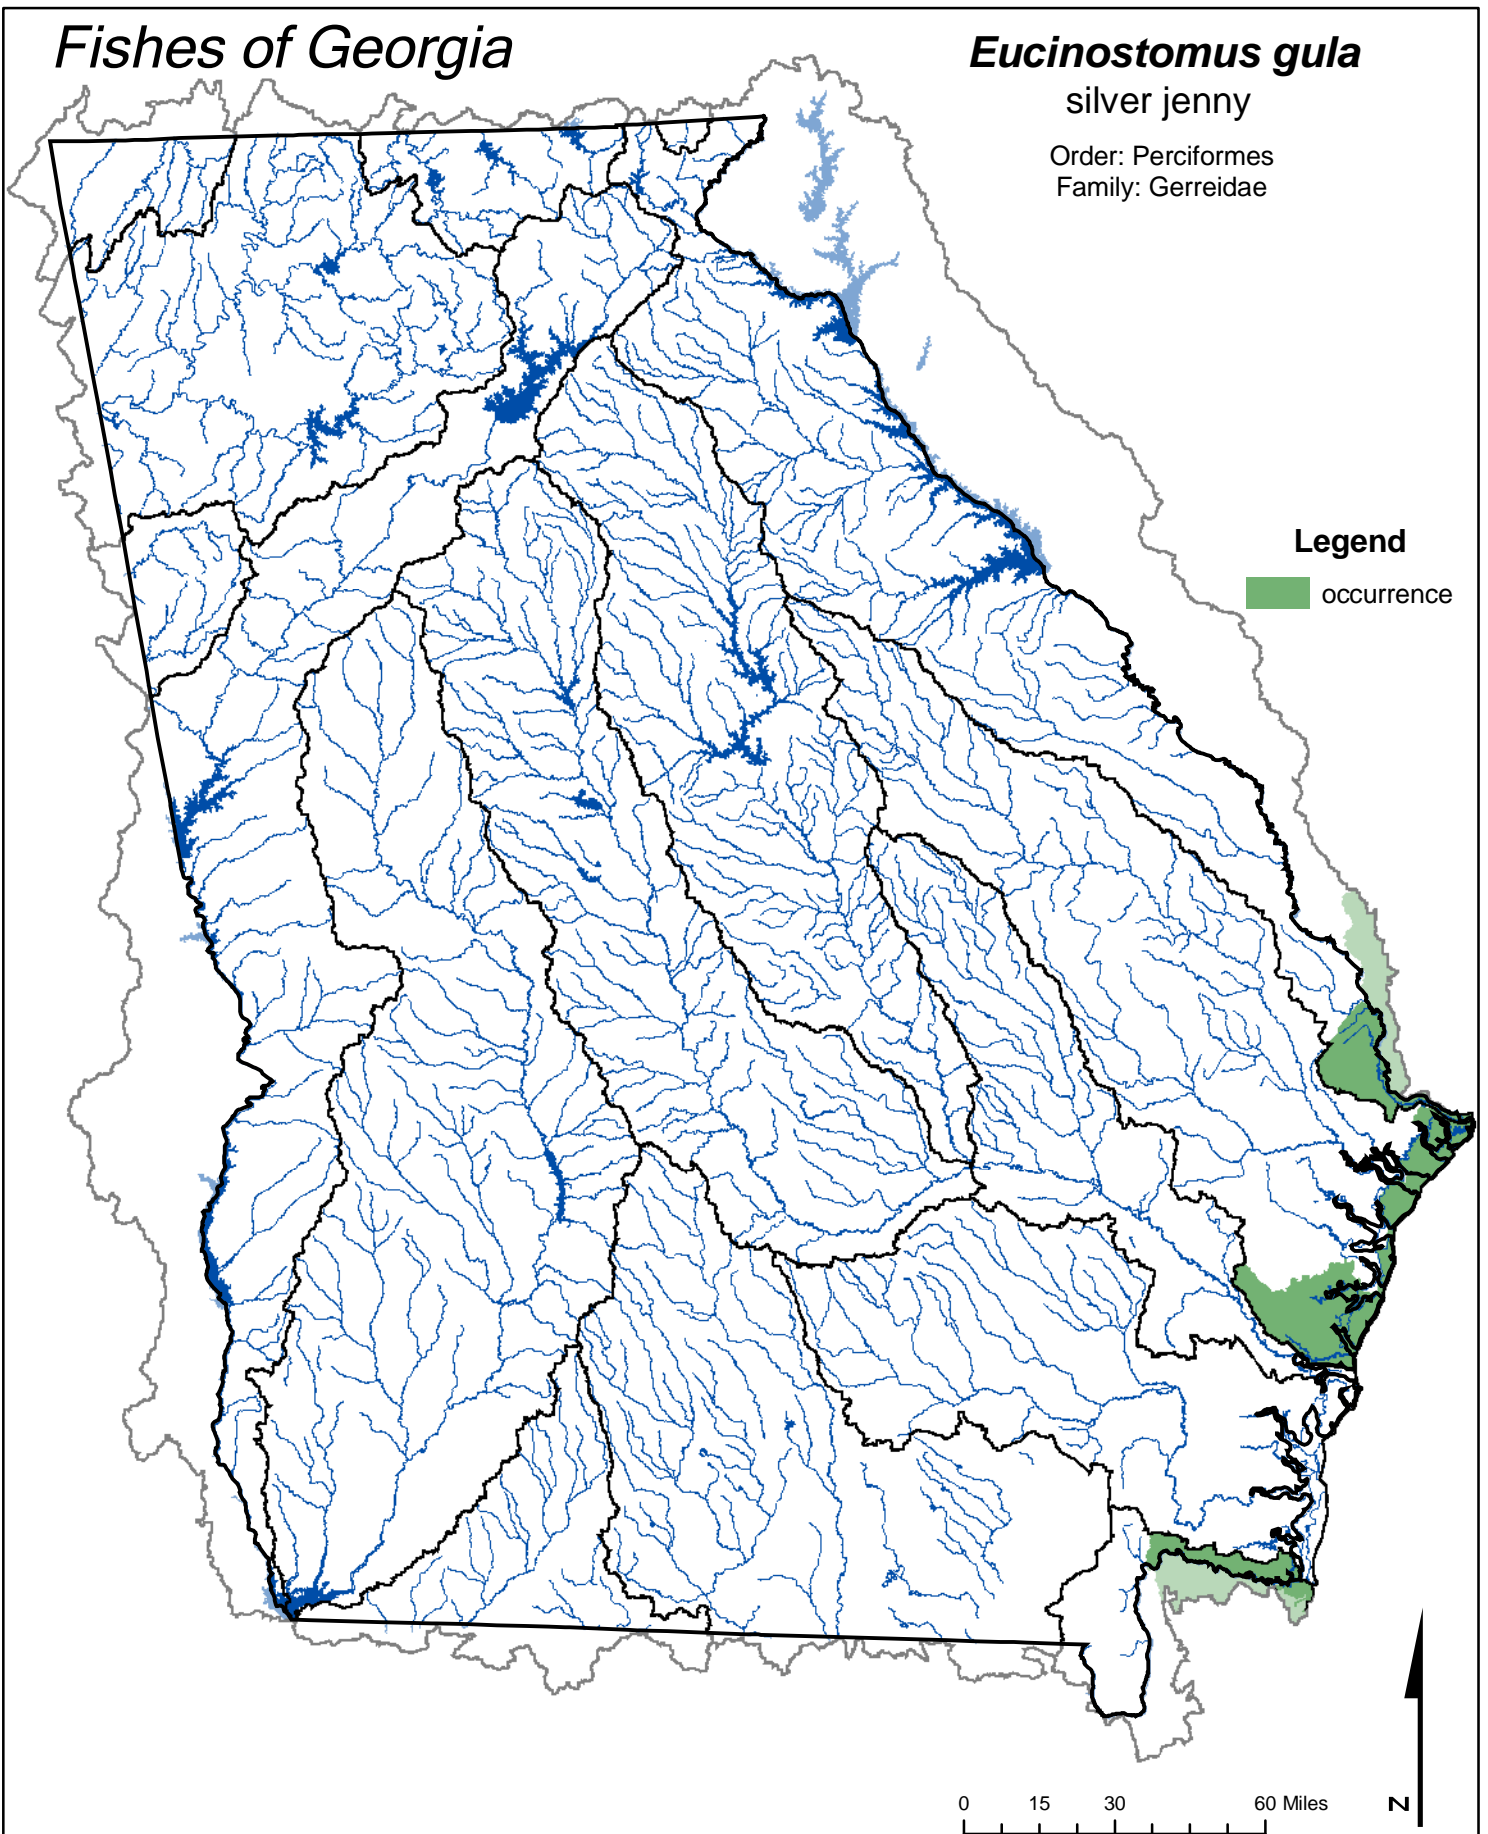 Fishes of Georgia
Eucinostomus gula
silver jenny
Order: Perciformes
Family: Gerreidae
Legend
occurrence
0 15 30 60 Miles
N